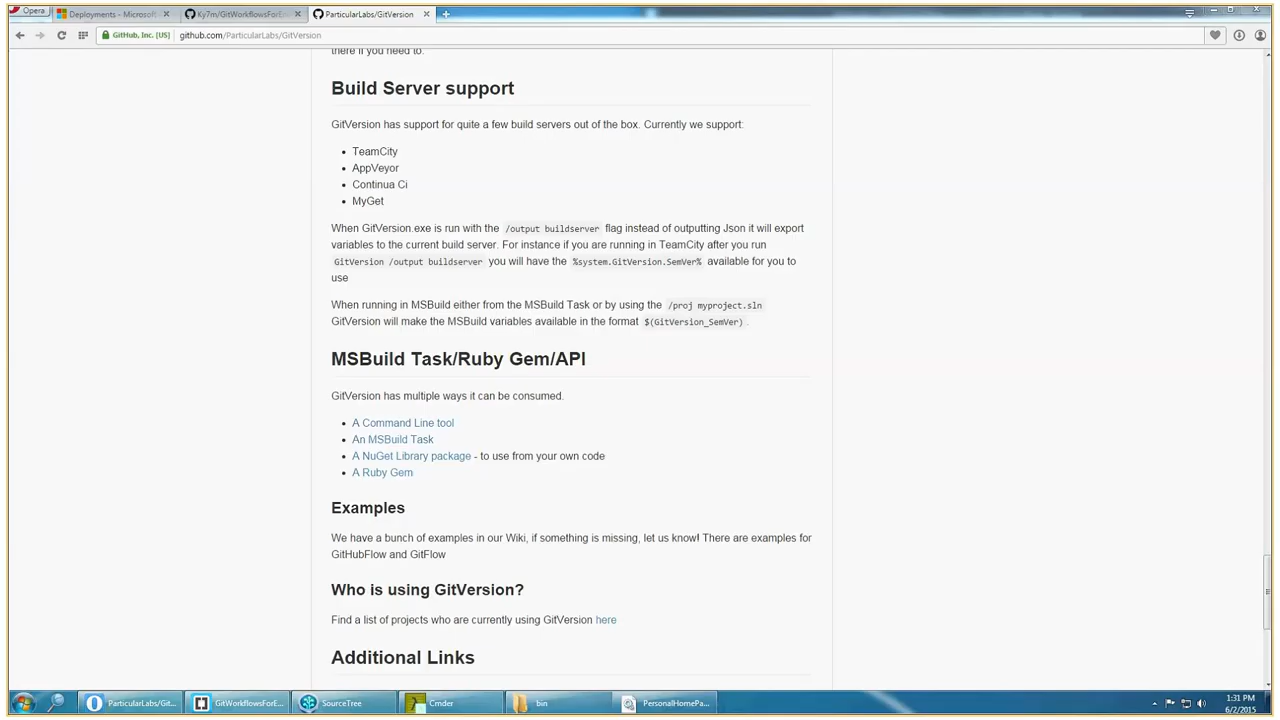 Opera
Deployments - Microsoft
Ky7m/GitWorkflowsForEn
ParticularLabs/GitVersion
GitHub, Inc. [US]
github.com/ParticularLabs/GitVersion
there if you need to.
Build Server support
GitVersion has support for quite a few build servers out of the box. Currently we support:
• TeamCity
• AppVeyor
• Continua Ci
• MyGet
When GitVersion.exe is run with the /output buildserver flag instead of outputting Json it will export
variables to the current build server. For instance if you are running in TeamCity after you run
GitVersion /output buildserver you will have the %system.GitVersion.SemVer% available for you to
use
When running in MSBuild either from the MSBuild Task or by using the /proj myproject.sln
GitVersion will make the MSBuild variables available in the format $(GitVersion_SemVer) .
MSBuild Task/Ruby Gem/API
GitVersion has multiple ways it can be consumed.
• A Command Line tool
• An MSBuild Task
• A NuGet Library package - to use from your own code
• A Ruby Gem
Examples
We have a bunch of examples in our Wiki, if something is missing, let us know! There are examples for
GitHubFlow and GitFlow
Who is using GitVersion?
Find a list of projects who are currently using GitVersion here
Additional Links
ParticularLabs/Git...
GitWorkflowsForE...
SourceTree
Cmder
bin
PersonalHomePa...
1:31 PM
6/2/2015